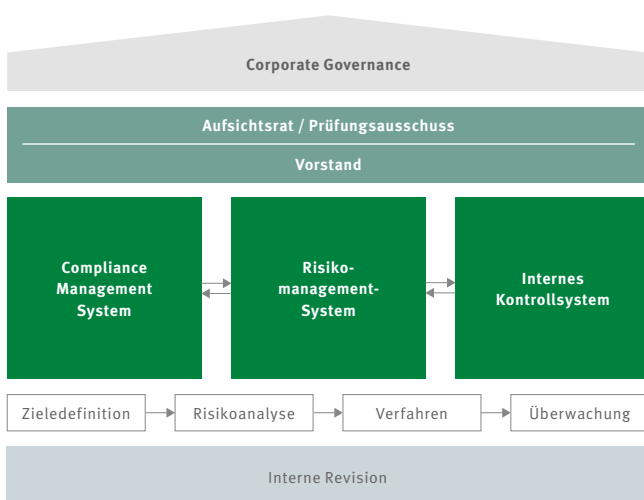 Corporate Governance
Aufsichtsrat / Prüfungsausschuss
Vorstand
Compliance
Management
System
Risiko-
management-
System
Internes
Kontrollsystem
Zieledefinition
Risikoanalyse
Verfahren
Überwachung
Interne Revision